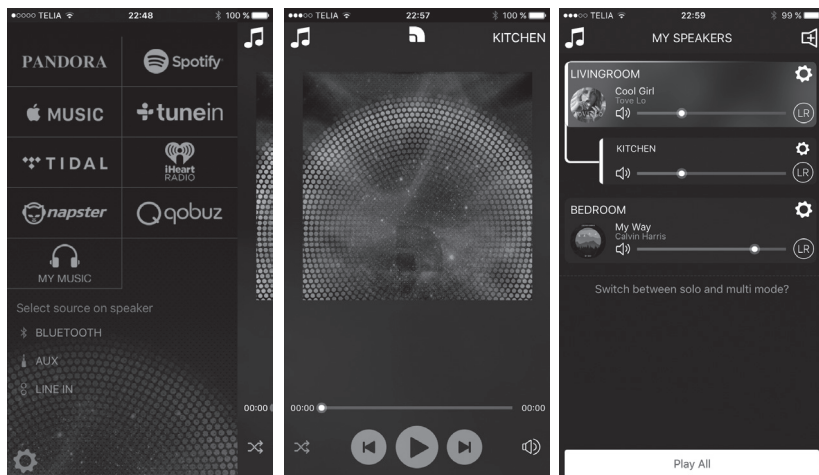 TELIA 22:48 100 %
PANDORA Spotify
MUSIC tunein
TIDAL iHeart RADIO
napster qobuz
MY MUSIC
Select source on speaker
BLUETOOTH
AUX
LINE IN
00:00
TELIA 22:57 100 %
KITCHEN
00:00 00:00
TELIA 22:59 99 %
MY SPEAKERS
LIVINGROOM
Cool Girl
Tove Lo
LR
KITCHEN
LR
BEDROOM
My Way
Calvin Harris
LR
Switch between solo and multi mode?
Play All